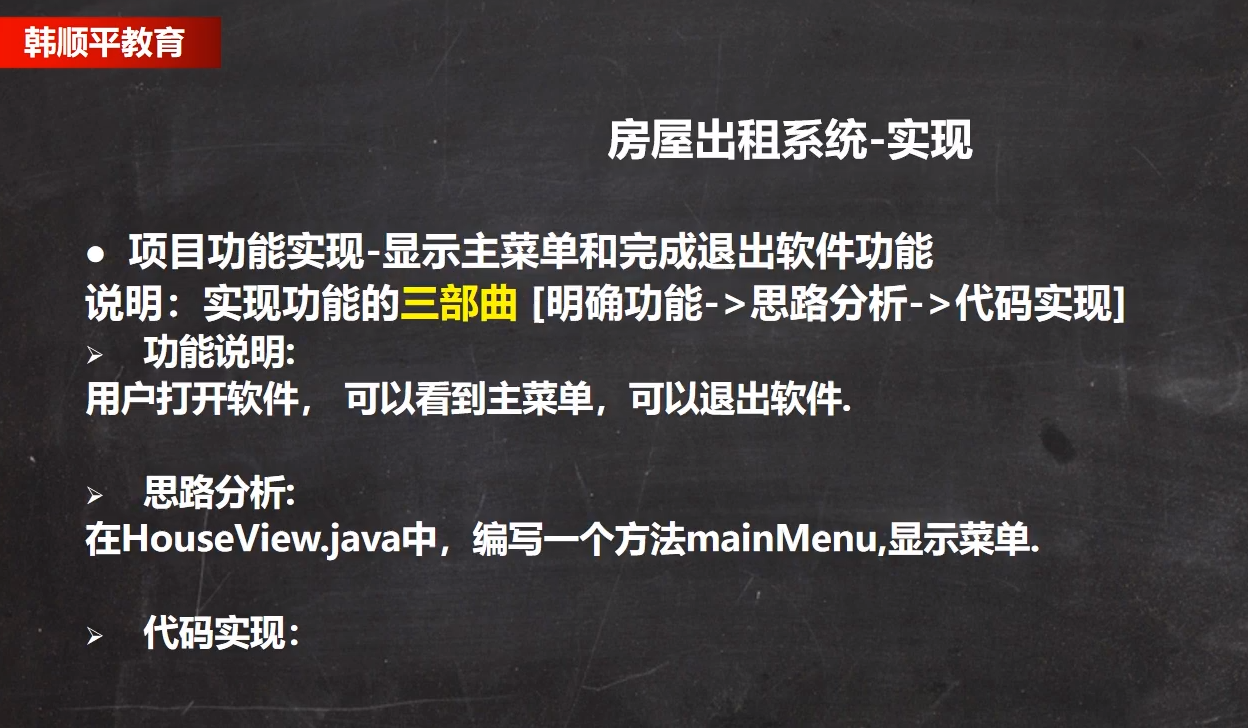 韩顺平教育
房屋出租系统-实现
● 项目功能实现-显示主菜单和完成退出软件功能
说明：实现功能的三部曲 [明确功能->思路分析->代码实现]
➢ 功能说明:
用户打开软件， 可以看到主菜单，可以退出软件.
➢ 思路分析:
在HouseView.java中，编写一个方法mainMenu,显示菜单.
➢ 代码实现：